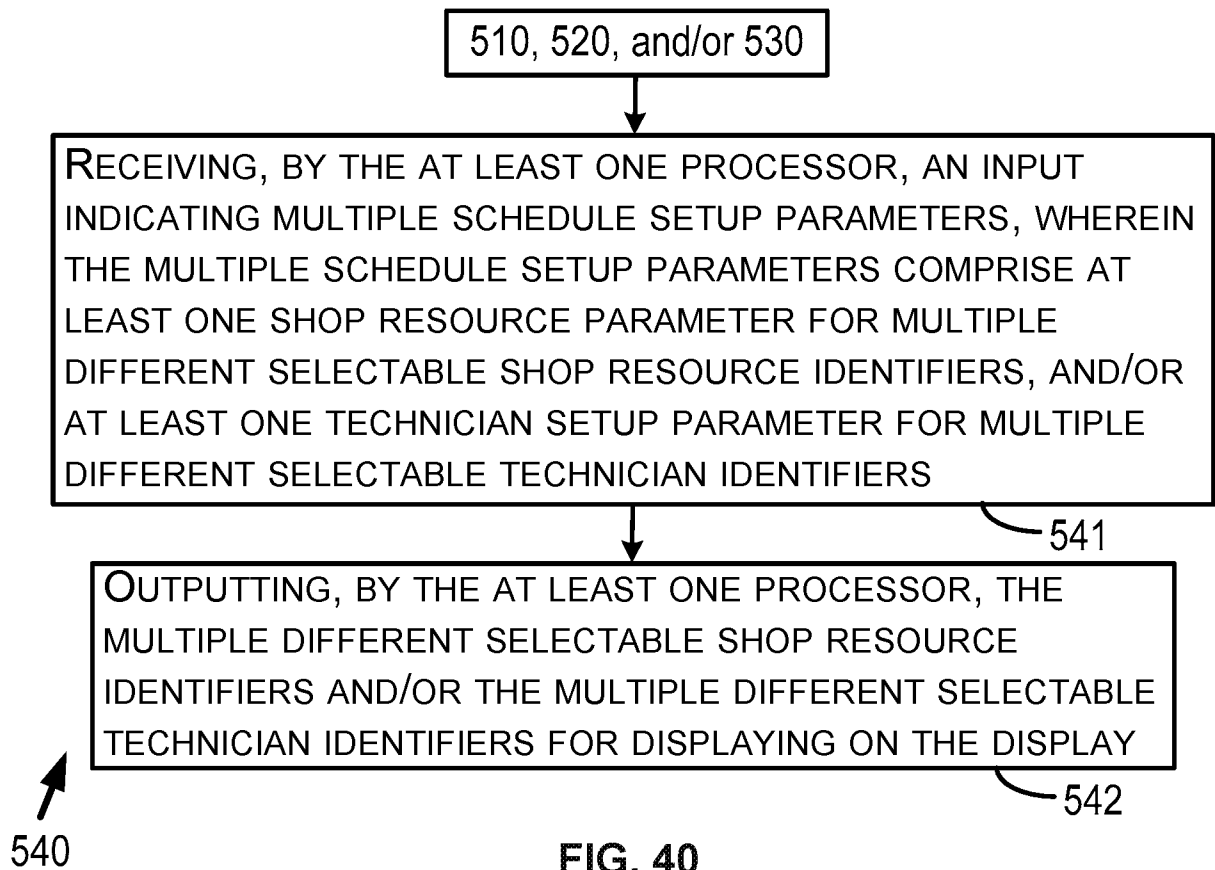 510, 520, and/or 530
RECEIVING, BY THE AT LEAST ONE PROCESSOR, AN INPUT
INDICATING MULTIPLE SCHEDULE SETUP PARAMETERS, WHEREIN
THE MULTIPLE SCHEDULE SETUP PARAMETERS COMPRISE AT
LEAST ONE SHOP RESOURCE PARAMETER FOR MULTIPLE
DIFFERENT SELECTABLE SHOP RESOURCE IDENTIFIERS, AND/OR
AT LEAST ONE TECHNICIAN SETUP PARAMETER FOR MULTIPLE
DIFFERENT SELECTABLE TECHNICIAN IDENTIFIERS
541
OUTPUTTING, BY THE AT LEAST ONE PROCESSOR, THE
MULTIPLE DIFFERENT SELECTABLE SHOP RESOURCE
IDENTIFIERS AND/OR THE MULTIPLE DIFFERENT SELECTABLE
TECHNICIAN IDENTIFIERS FOR DISPLAYING ON THE DISPLAY
542
540
FIG. 40